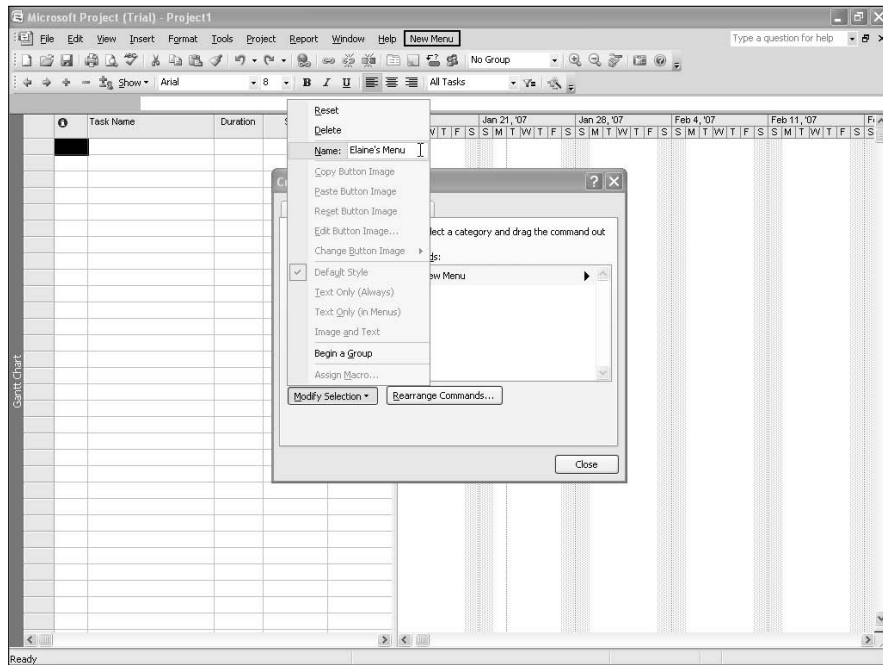 Microsoft Project (Trial) - Project1
File Edit View Insert Format Tools Project Report Window Help New Menu Type a question for help
No Group
Show Arial 8 B I U All Tasks
Task Name Duration S Jan 21, '07 Jan 28, '07 Feb 4, '07 Feb 11, '07 F
W T F S S M T W T F S S M T W T F S S M T W T F S S M T W T F S S
Reset
Delete
Name: Elaine's Menu
Copy Button Image
Paste Button Image
Reset Button Image
Edit Button Image... lect a category and drag the command out
Change Button Image ds:
Default Style ew Menu
Text Only (Always)
Text Only (in Menus)
Image and Text
Begin a Group
Assign Macro...
Modify Selection Rearrange Commands...
Close
Gantt Chart
Ready